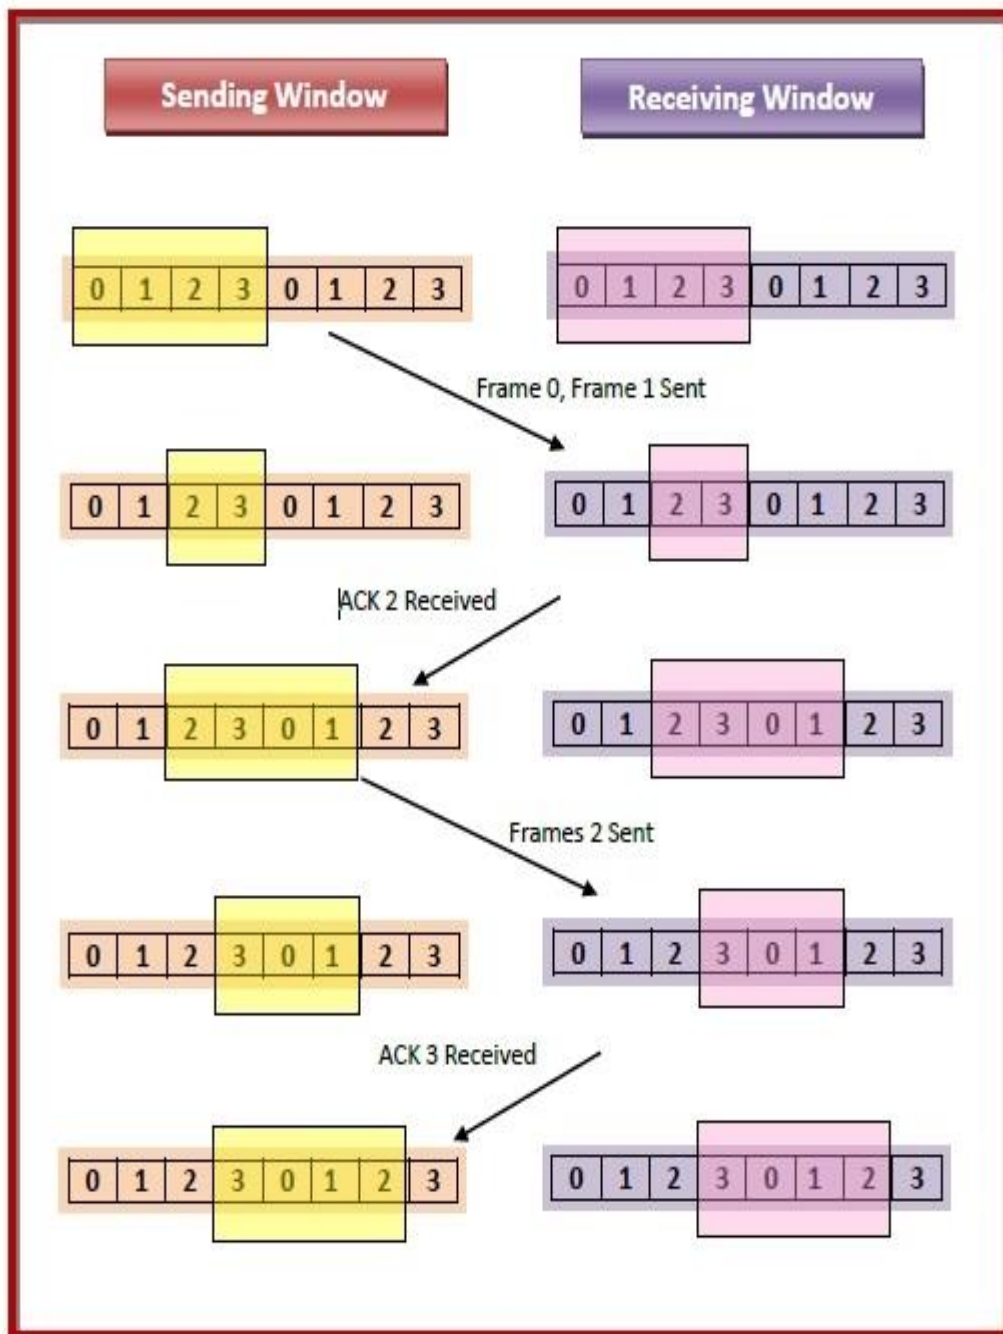 Sending Window
Receiving Window
0 1 2 3 0 1 2 3
0 1 2 3 0 1 2 3
Frame 0, Frame 1 Sent
0 1 2 3 0 1 2 3
0 1 2 3 0 1 2 3
ACK 2 Received
0 1 2 3 0 1 2 3
0 1 2 3 0 1 2 3
Frames 2 Sent
0 1 2 3 0 1 2 3
0 1 2 3 0 1 2 3
ACK 3 Received
0 1 2 3 0 1 2 3
0 1 2 3 0 1 2 3